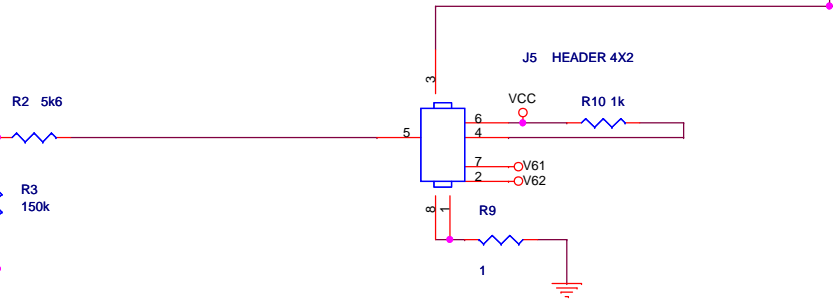 J5 HEADER 4X2
3
R2 5k6
VCC
R10 1k
6
5
4
7
V61
2
V62
R3
150k
8
1
R9
1